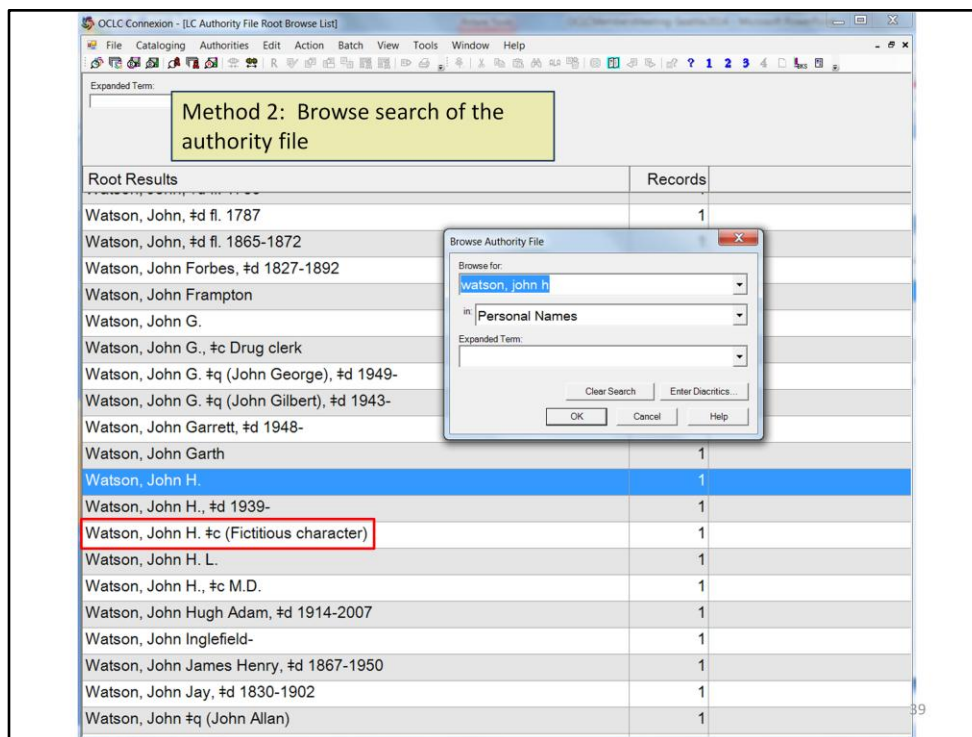 OCLC Connexion - [LC Authority File Root Browse List]
File Cataloging Authorities Edit Action Batch View Tools Window Help
R ? 1 2 3 4
Expanded Term:
Method 2: Browse search of the
authority file
Root Results Records
Watson, John, ‡d fl. 1787 1
Watson, John, ‡d fl. 1865-1872
Watson, John Forbes, ‡d 1827-1892
Watson, John Frampton
Watson, John G.
Watson, John G., ‡c Drug clerk
Watson, John G. ‡q (John George), ‡d 1949-
Watson, John G. ‡q (John Gilbert), ‡d 1943-
Watson, John Garrett, ‡d 1948-
Browse Authority File
Browse for:
watson, john h
in: Personal Names
Expanded Term:
Clear Search Enter Diacritics...
OK Cancel Help
Watson, John Garth 1
Watson, John H. 1
Watson, John H., ‡d 1939- 1
Watson, John H. ‡c (Fictitious character) 1
Watson, John H. L. 1
Watson, John H., ‡c M.D. 1
Watson, John Hugh Adam, ‡d 1914-2007 1
Watson, John Inglefield- 1
Watson, John James Henry, ‡d 1867-1950 1
Watson, John Jay, ‡d 1830-1902 1
Watson, John ‡q (John Allan) 1
39